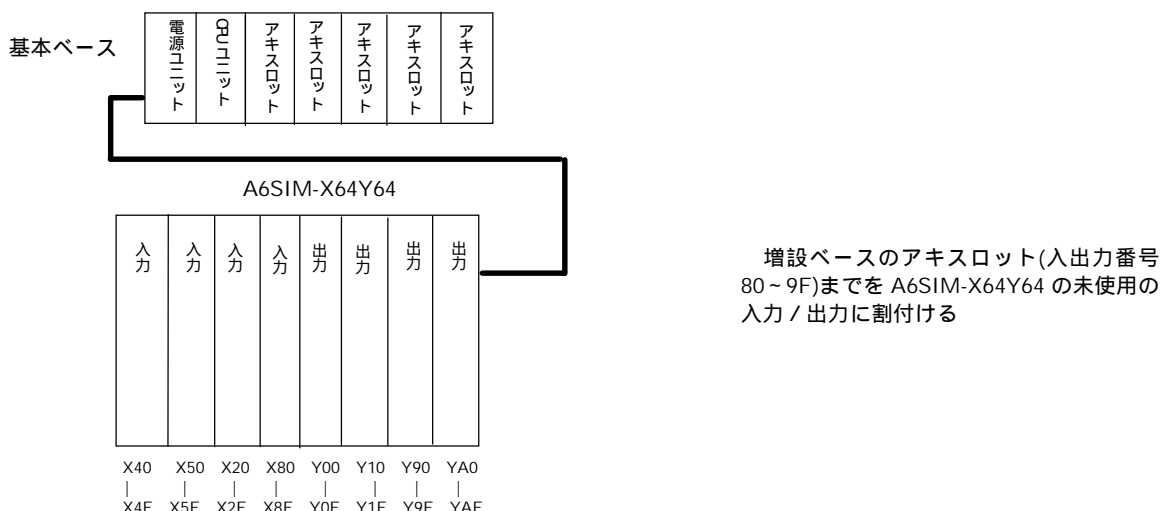 基本ベース
電源ユニット
CPUユニット
アキスロット
アキスロット
アキスロット
アキスロット
アキスロット
A6SIM-X64Y64
入力
入力
入力
入力
出力
出力
出力
出力
X40 X50 X20 X80 Y00 Y10 Y90 YA0
| | | | | | | |
X4F X5F X2F X8F Y0F Y1F Y9F YAF
増設ベースのアキスロット(入出力番号
80~9F)までを A6SIM-X64Y64 の未使用の
入力 / 出力に割付ける